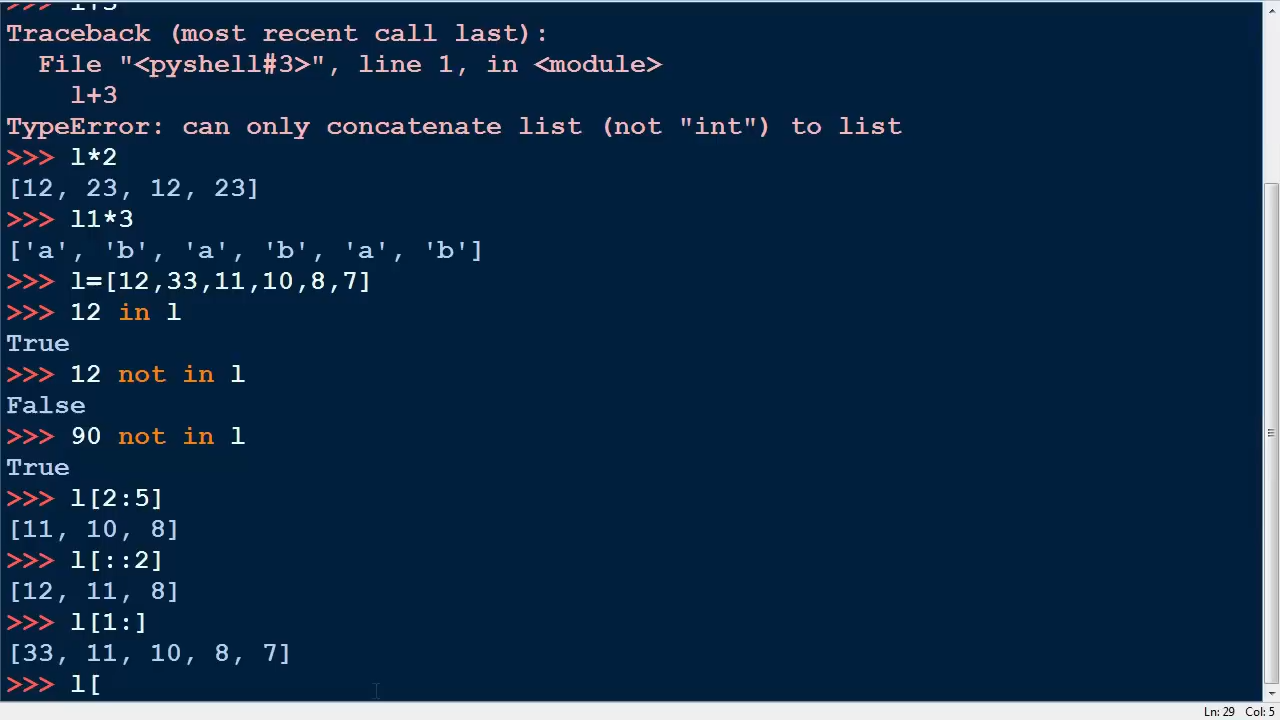 l+3
Traceback (most recent call last):
  File "<pyshell#3>", line 1, in <module>
    l+3
TypeError: can only concatenate list (not "int") to list
>>> l*2
[12, 23, 12, 23]
>>> l1*3
['a', 'b', 'a', 'b', 'a', 'b']
>>> l=[12,33,11,10,8,7]
>>> 12 in l
True
>>> 12 not in l
False
>>> 90 not in l
True
>>> l[2:5]
[11, 10, 8]
>>> l[::2]
[12, 11, 8]
>>> l[1:]
[33, 11, 10, 8, 7]
>>> l[
Ln: 29 Col: 5